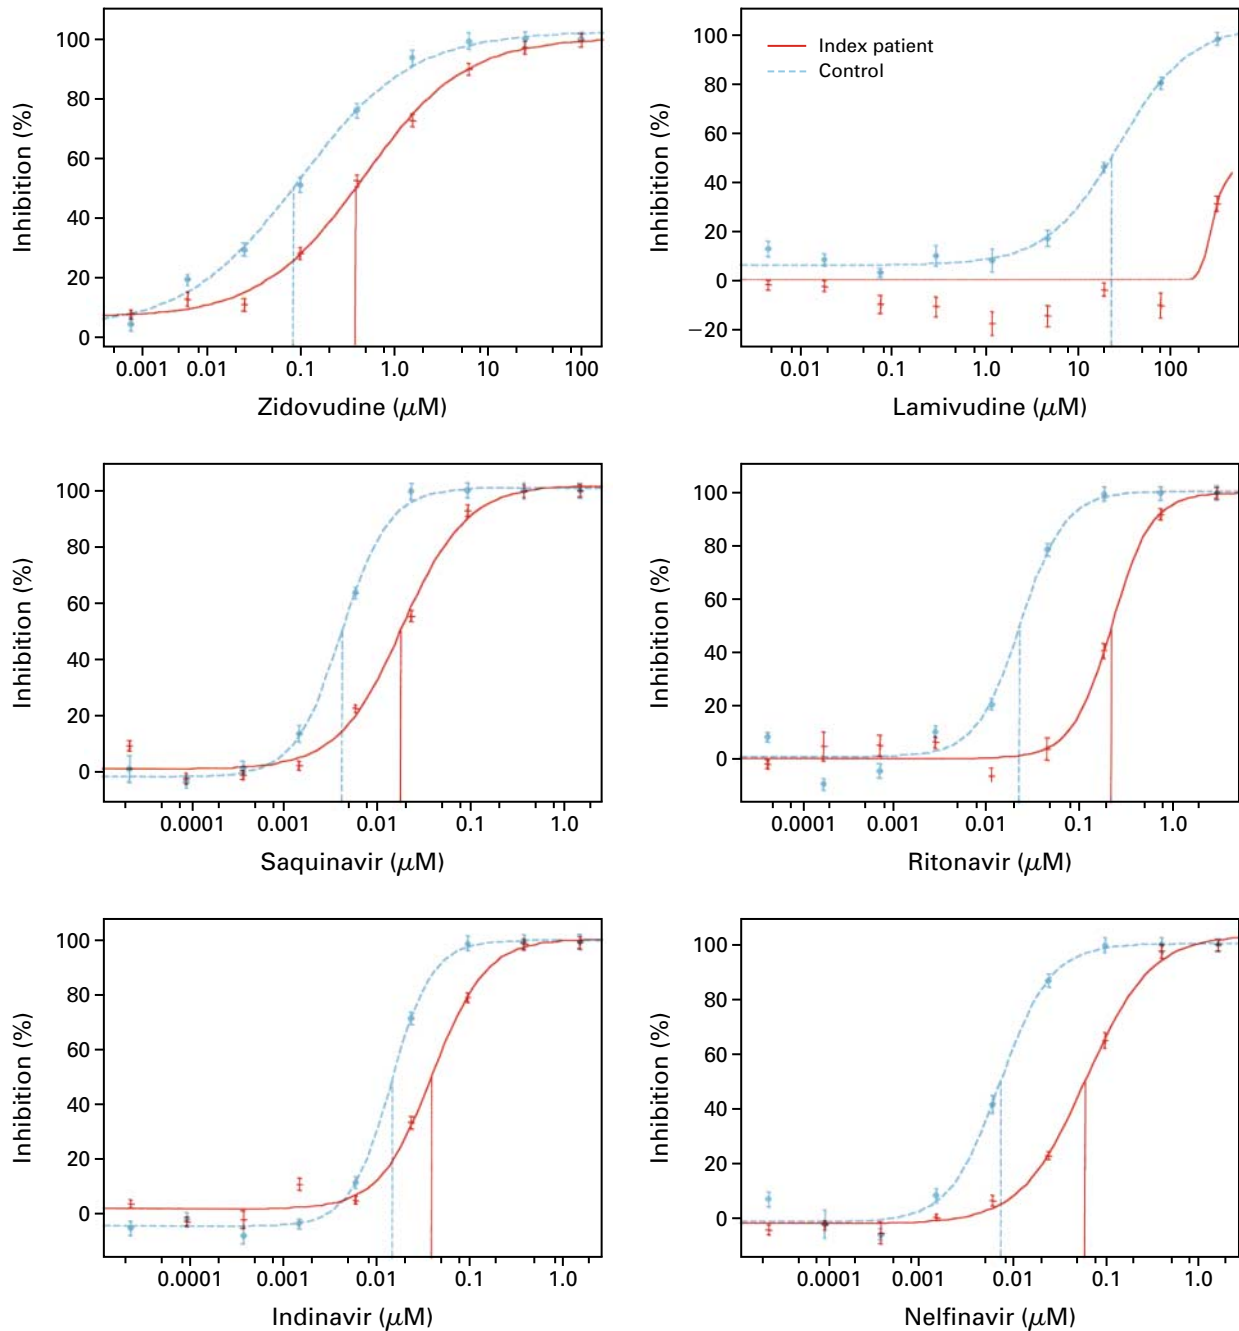 Inhibition (%)
100
80
60
40
20
0
0.001 0.01 0.1 1.0 10 100
Zidovudine (μM)
Inhibition (%)
100
80
60
40
20
0
−20
Index patient
Control
0.01 0.1 1.0 10 100
Lamivudine (μM)
Inhibition (%)
100
80
60
40
20
0
0.0001 0.001 0.01 0.1 1.0
Saquinavir (μM)
Inhibition (%)
100
80
60
40
20
0
0.0001 0.001 0.01 0.1 1.0
Ritonavir (μM)
Inhibition (%)
100
80
60
40
20
0
0.0001 0.001 0.01 0.1 1.0
Indinavir (μM)
Inhibition (%)
100
80
60
40
20
0
0.0001 0.001 0.01 0.1 1.0
Nelfinavir (μM)